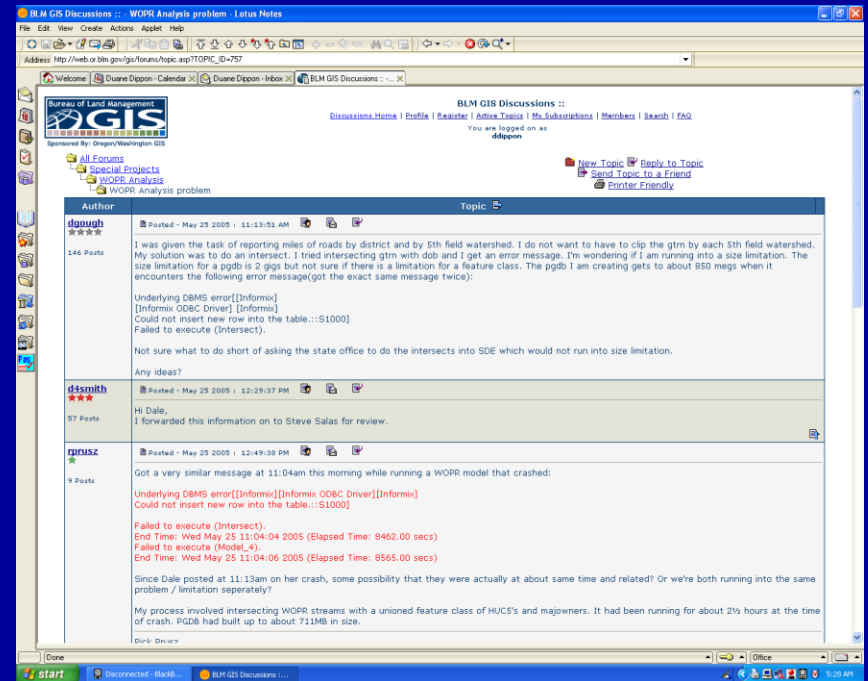 BLM GIS Discussions :: - WOPR Analysis problem - Lotus Notes
File Edit View Create Actions Applet Help
Address http://web.or.blm.gov/gis/forums/topic.asp?TOPIC_ID=757
Welcome Duane Dippon - Calendar Duane Dippon - Inbox BLM GIS Discussions :: -...
Bureau of Land Management
GIS
Sponsored By: Oregon/Washington GIS
BLM GIS Discussions ::
Discussions Home | Profile | Register | Active Topics | My Subscriptions | Members | Search | FAQ
You are logged on as
ddippon
All Forums
Special Projects
WOPR Analysis
WOPR Analysis problem
New Topic Reply to Topic
Send Topic to a Friend
Printer Friendly
Author Topic
dgough
146 Posts
Posted - May 25 2005 : 11:13:51 AM
I was given the task of reporting miles of roads by district and by 5th field watershed. I do not want to have to clip the gtrn by each 5th field watershed.
My solution was to do an intersect. I tried intersecting gtrn with dob and I get an error message. I'm wondering if I am running into a size limitation. The
size limitation for a pgdb is 2 gigs but not sure if there is a limitation for a feature class. The pgdb I am creating gets to about 850 megs when it
encounters the following error message(got the exact same message twice):
Underlying DBMS error[[Informix]
[Informix ODBC Driver] [Informix]
Could not insert new row into the table.::S1000]
Failed to execute (Intersect).
Not sure what to do short of asking the state office to do the intersects into SDE which would not run into size limitation.
Any ideas?
d4smith
57 Posts
Posted - May 25 2005 : 12:29:37 PM
Hi Dale,
I forwarded this information on to Steve Salas for review.
rprusz
9 Posts
Posted - May 25 2005 : 12:49:38 PM
Got a very similar message at 11:04am this morning while running a WOPR model that crashed:
Underlying DBMS error[[Informix][Informix ODBC Driver][Informix]
Could not insert new row into the table.::S1000]
Failed to execute (Intersect).
End Time: Wed May 25 11:04:04 2005 (Elapsed Time: 8462.00 secs)
Failed to execute (Model_4).
End Time: Wed May 25 11:04:06 2005 (Elapsed Time: 8565.00 secs)
Since Dale posted at 11:13am on her crash, some possibility that they were actually at about same time and related? Or we're both running into the same
problem / limitation seperately?
My process involved intersecting WOPR streams with a unioned feature class of HUC5's and majowners. It had been running for about 2½ hours at the time
of crash. PGDB had built up to about 711MB in size.
Rick Prusz
Done Office
start Disconnected - BlackB... BLM GIS Discussions :... 5:28 AM